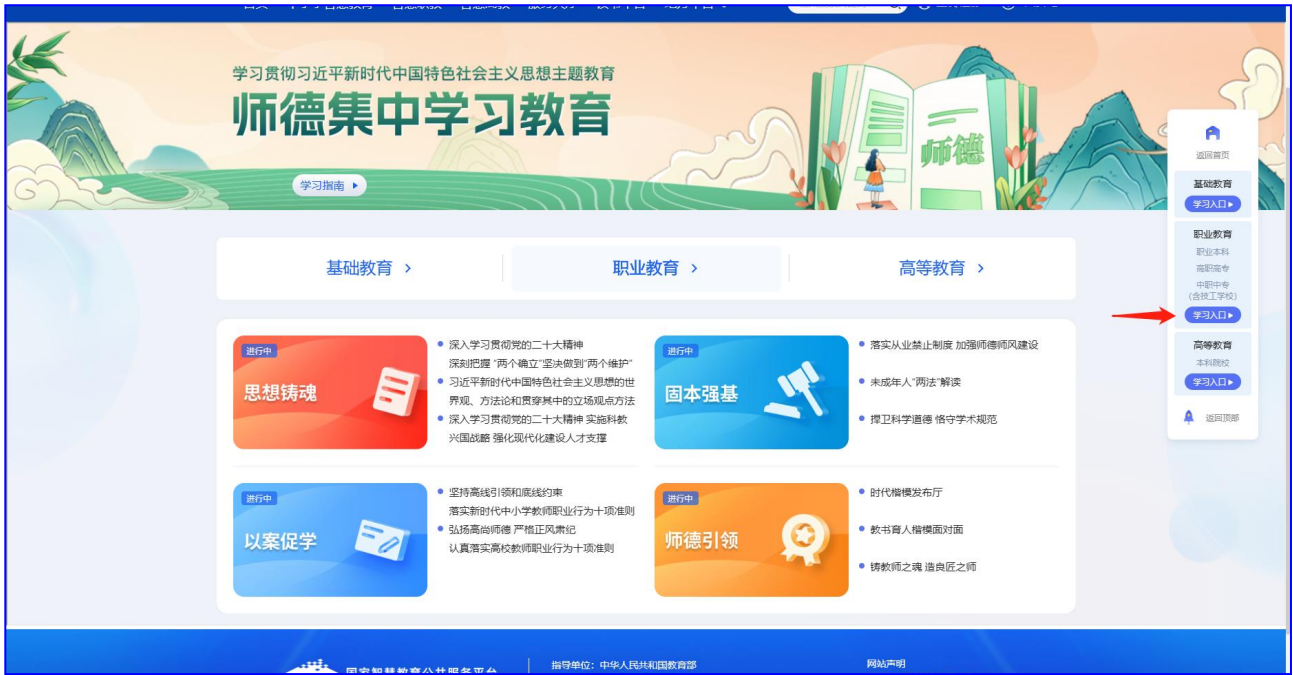 学习贯彻习近平新时代中国特色社会主义思想主题教育
师德集中学习教育
学习指南
师德
返回首页
基础教育
学习入口
职业教育
职业本科
高职高专
中职中专
(含技工学校)
学习入口
高等教育
本科院校
学习入口
返回顶部
基础教育
职业教育
高等教育
进行中
思想铸魂
深入学习贯彻党的二十大精神
深刻把握 "两个确立"坚决做到"两个维护"
习近平新时代中国特色社会主义思想的世
界观、方法论和贯穿其中的立场观点方法
深入学习贯彻党的二十大精神 实施科教
兴国战略 强化现代化建设人才支撑
进行中
固本强基
落实从业禁止制度 加强师德师风建设
未成年人"两法"解读
捍卫科学道德 恪守学术规范
进行中
以案促学
坚持高线引领和底线约束
落实新时代中小学教师职业行为十项准则
弘扬高尚师德 严格正风肃纪
认真落实高校教师职业行为十项准则
进行中
师德引领
时代楷模发布厅
教书育人楷模面对面
铸教师之魂 造良匠之师
国家智慧教育公共服务平台
指导单位：中华人民共和国教育部
网站声明